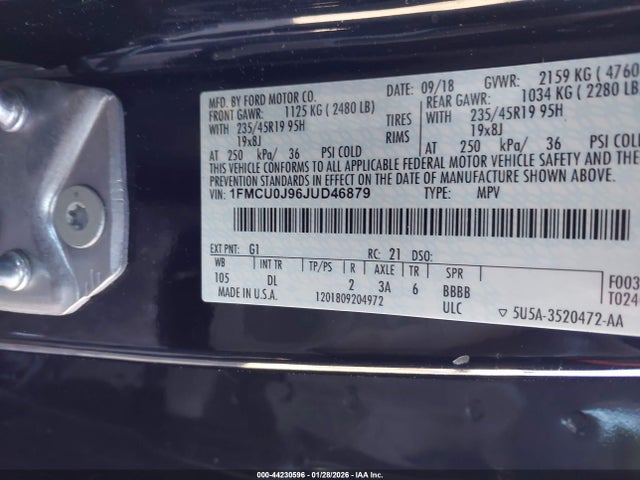 MFD. BY FORD MOTOR CO. DATE: 09/18 GVWR: 2159 KG ( 4760
FRONT GAWR: 1125 KG ( 2480 LB) REAR GAWR: 1034 KG ( 2280 LB)
WITH 235/45R19 95H TIRES WITH 235/45R19 95H
19x8J RIMS 19x8J
AT 250 kPa/ 36 PSI COLD AT 250 kPa/ 36 PSI COLD
THIS VEHICLE CONFORMS TO ALL APPLICABLE FEDERAL MOTOR VEHICLE SAFETY AND THE
PREVENTION STANDARDS IN EFFECT ON THE DATE OF MANUFACTURE SHOWN ABOVE.
VIN: 1FMCU0J96JUD46879 TYPE: MPV
EXT PNT: G1 RC: 21 DSO:
WB INT TR TP/PS R AXLE TR SPR
105 DL 2 3A 6 BBBB
MADE IN U.S.A. 1201809204972 ULC
F003
T024
▽ 5U5A-3520472-AA
000-44230596 | 01/28/2026 | IAA Inc.